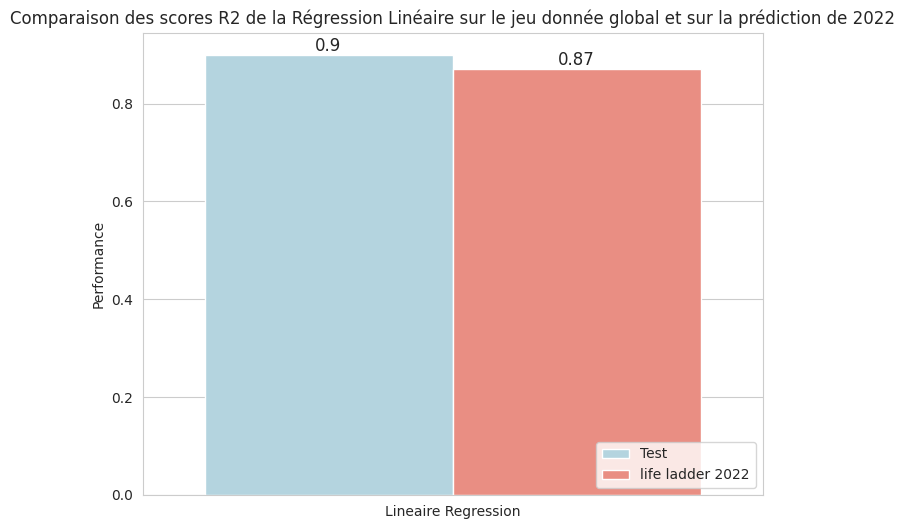 Comparaison des scores R2 de la Régression Linéaire sur le jeu donnée global et sur la prédiction de 2022
0.9
0.87
0.8
0.6
Performance
0.4
0.2
Test
life ladder 2022
0.0
Lineaire Regression